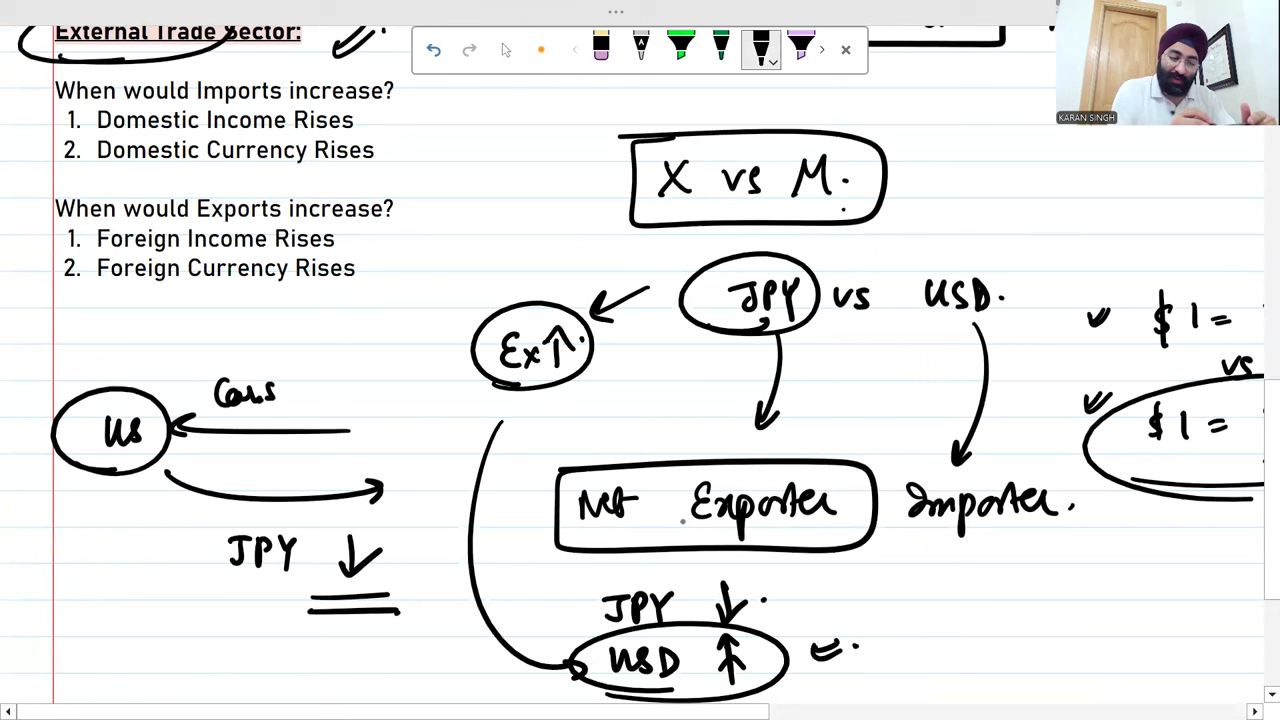 External Trade Sector:
When would Imports increase?
1. Domestic Income Rises
2. Domestic Currency Rises
When would Exports increase?
1. Foreign Income Rises
2. Foreign Currency Rises
X vs M.
JPY vs USD.
Ex↑
$1 =
vs
$1 =
Cars
US
Net Exporter
Importer.
JPY ↓
JPY ↓
USD ↑
KARAN SINGH